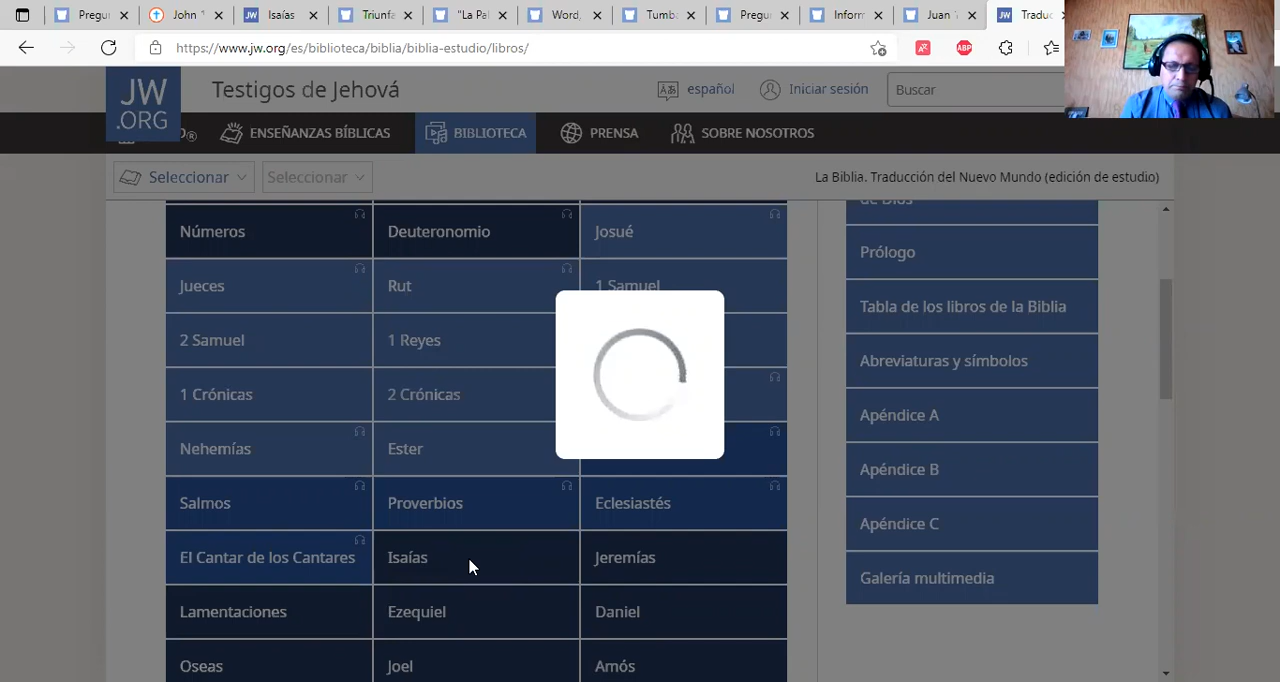 Pregu
John "
Isaías
Triunfa
"La Pal
Word,
Tumba
Pregu
Inform
Juan "
Traduc
https://www.jw.org/es/biblioteca/biblia/biblia-estudio/libros/
ABP
JW
.ORG
Testigos de Jehová
español
Iniciar sesión
Buscar
ENSEÑANZAS BÍBLICAS
BIBLIOTECA
PRENSA
SOBRE NOSOTROS
Seleccionar
Seleccionar
La Biblia. Traducción del Nuevo Mundo (edición de estudio)
Números
Deuteronomio
Josué
Jueces
Rut
1 Samuel
2 Samuel
1 Reyes
1 Crónicas
2 Crónicas
Nehemías
Ester
Salmos
Proverbios
Eclesiastés
El Cantar de los Cantares
Isaías
Jeremías
Lamentaciones
Ezequiel
Daniel
Oseas
Joel
Amós
de Dios
Prólogo
Tabla de los libros de la Biblia
Abreviaturas y símbolos
Apéndice A
Apéndice B
Apéndice C
Galería multimedia